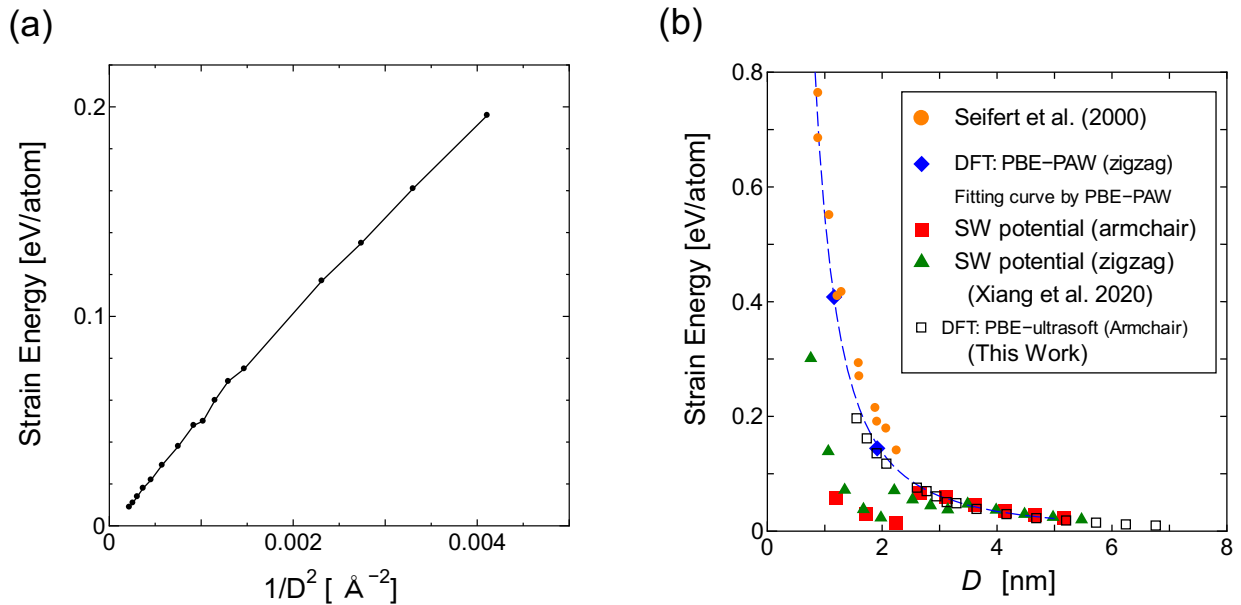 (a)
Strain Energy [eV/atom]
0.2
0.1
0
0
0.002
0.004
1/D² [ Å⁻²]
(b)
Strain Energy [eV/atom]
0.8
0.6
0.4
0.2
0
0
2
4
6
8
D [nm]
Seifert et al. (2000)
DFT: PBE−PAW (zigzag)
Fitting curve by PBE−PAW
SW potential (armchair)
SW potential (zigzag)
(Xiang et al. 2020)
DFT: PBE−ultrasoft (Armchair)
(This Work)